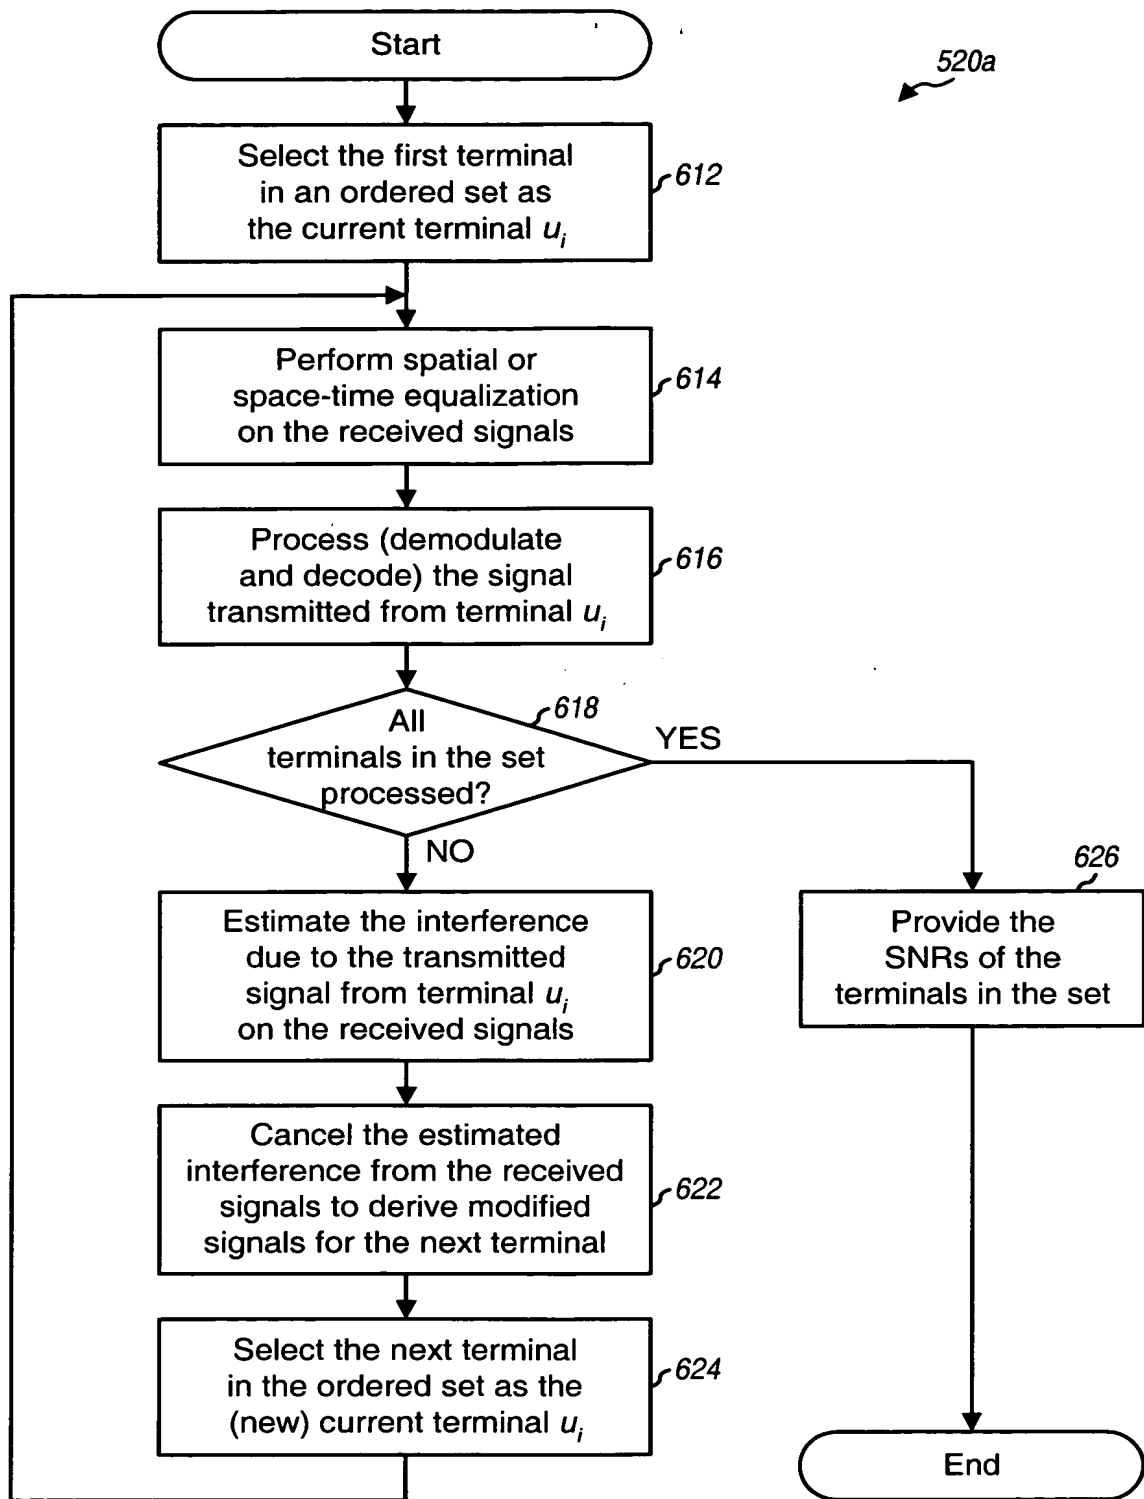 Start
520a
Select the first terminal
in an ordered set as
the current terminal u_i
612
Perform spatial or
space-time equalization
on the received signals
614
Process (demodulate
and decode) the signal
transmitted from terminal u_i
616
All
terminals in the set
processed?
618
YES
NO
Estimate the interference
due to the transmitted
signal from terminal u_i
on the received signals
620
626
Provide the
SNRs of the
terminals in the set
Cancel the estimated
interference from the received
signals to derive modified
signals for the next terminal
622
Select the next terminal
in the ordered set as the
(new) current terminal u_i
624
End